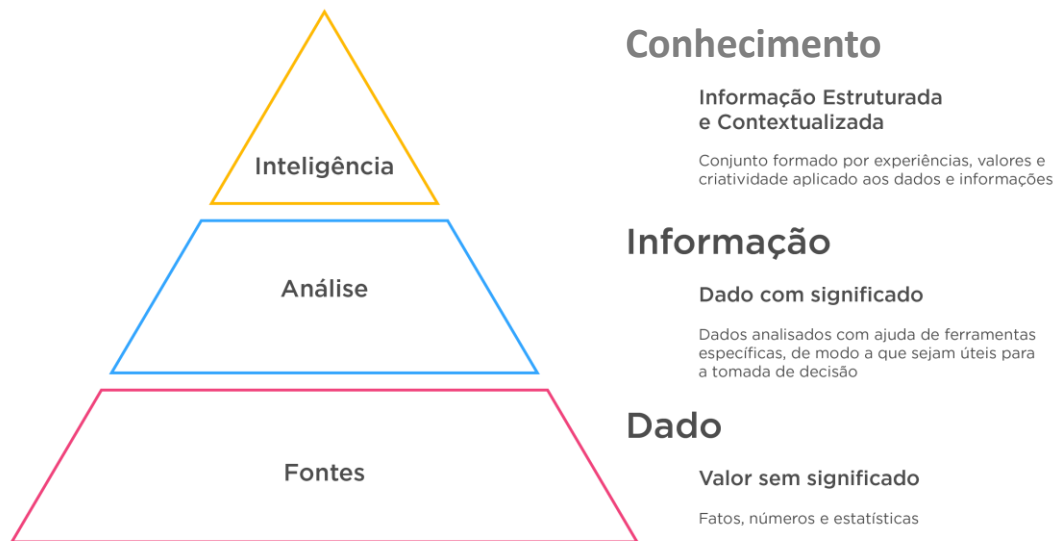 Conhecimento
Informação Estruturada
e Contextualizada
Inteligência
Conjunto formado por experiências, valores e
criatividade aplicado aos dados e informações
Informação
Análise
Dado com significado
Dados analisados com ajuda de ferramentas
específicas, de modo a que sejam úteis para
a tomada de decisão
Dado
Fontes
Valor sem significado
Fatos, números e estatísticas